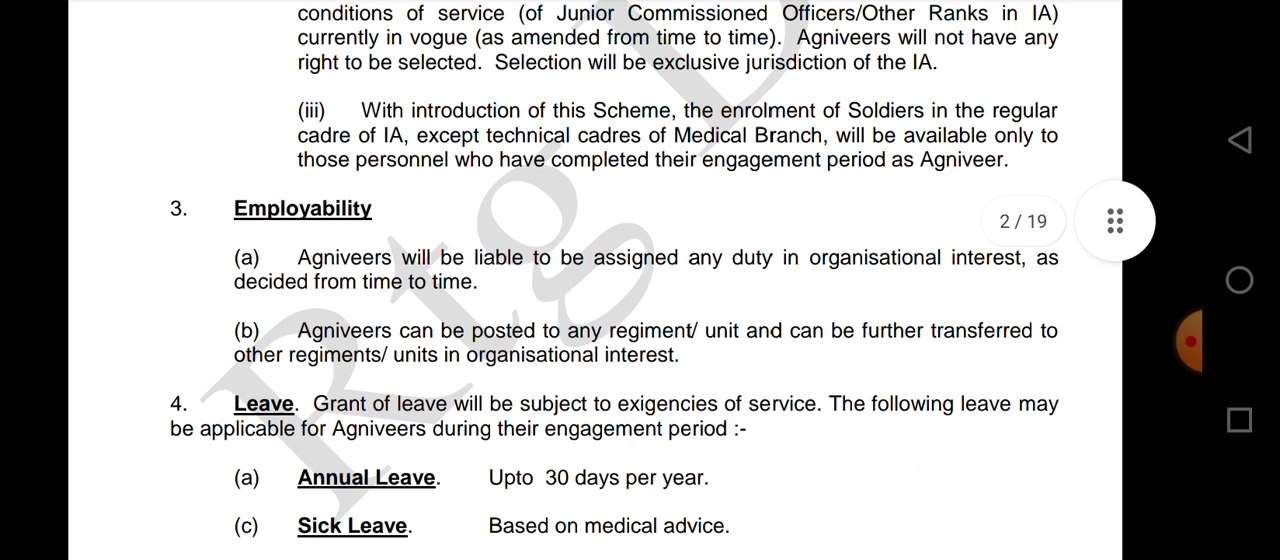 conditions of service (of Junior Commissioned Officers/Other Ranks in IA)
currently in vogue (as amended from time to time). Agniveers will not have any
right to be selected. Selection will be exclusive jurisdiction of the IA.
(iii) With introduction of this Scheme, the enrolment of Soldiers in the regular
cadre of IA, except technical cadres of Medical Branch, will be available only to
those personnel who have completed their engagement period as Agniveer.
3. Employability
2 / 19
(a) Agniveers will be liable to be assigned any duty in organisational interest, as
decided from time to time.
(b) Agniveers can be posted to any regiment/ unit and can be further transferred to
other regiments/ units in organisational interest.
4. Leave. Grant of leave will be subject to exigencies of service. The following leave may
be applicable for Agniveers during their engagement period :-
(a) Annual Leave. Upto 30 days per year.
(c) Sick Leave. Based on medical advice.
Rtg D